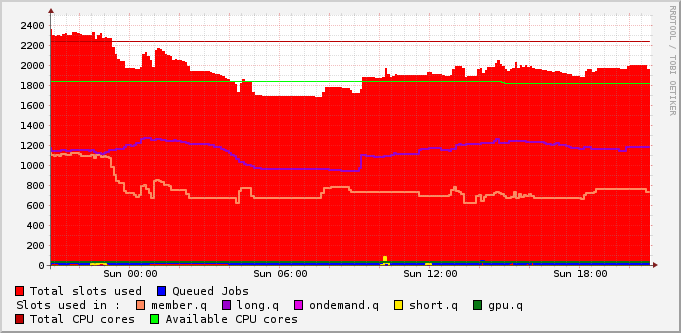 RRDTOOL / TOBI OETIKER
2400
2200
2000
1800
1600
1400
1200
1000
800
600
400
200
0
Sun 00:00 Sun 06:00 Sun 12:00 Sun 18:00
Total slots used Queued Jobs
Slots used in : member.q long.q ondemand.q short.q gpu.q
Total CPU cores Available CPU cores